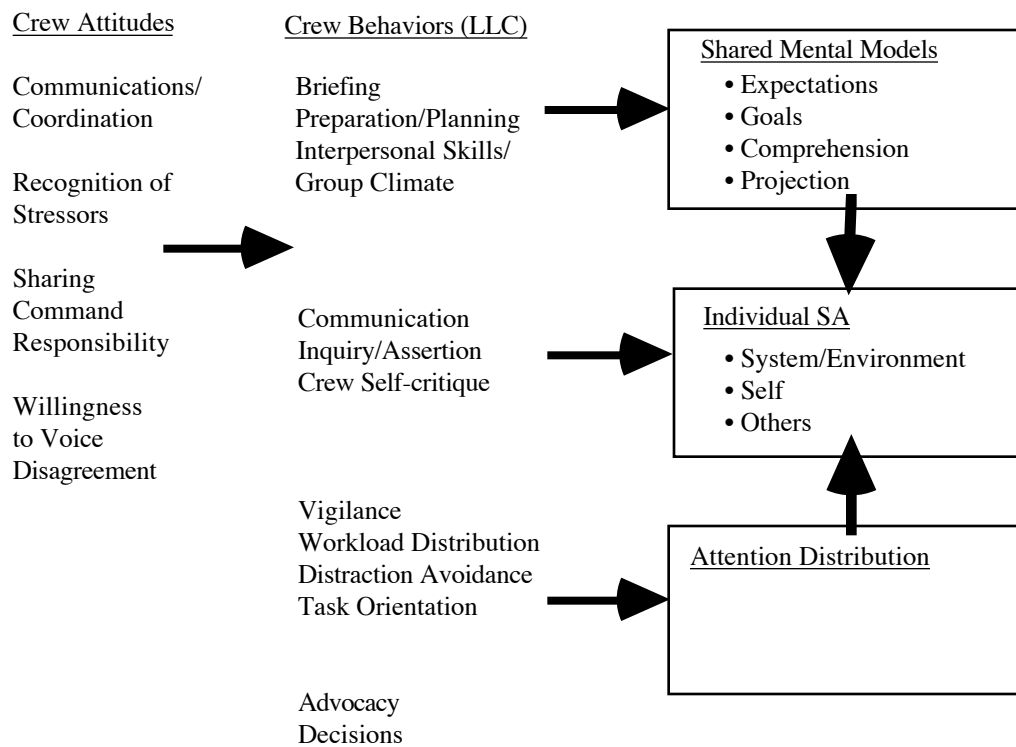 Crew Attitudes
Communications/
Coordination
Recognition of
Stressors
Sharing
Command
Responsibility
Willingness
to Voice
Disagreement
Crew Behaviors (LLC)
Briefing
Preparation/Planning
Interpersonal Skills/
Group Climate
Communication
Inquiry/Assertion
Crew Self-critique
Vigilance
Workload Distribution
Distraction Avoidance
Task Orientation
Advocacy
Decisions
Shared Mental Models
• Expectations
• Goals
• Comprehension
• Projection
Individual SA
• System/Environment
• Self
• Others
Attention Distribution